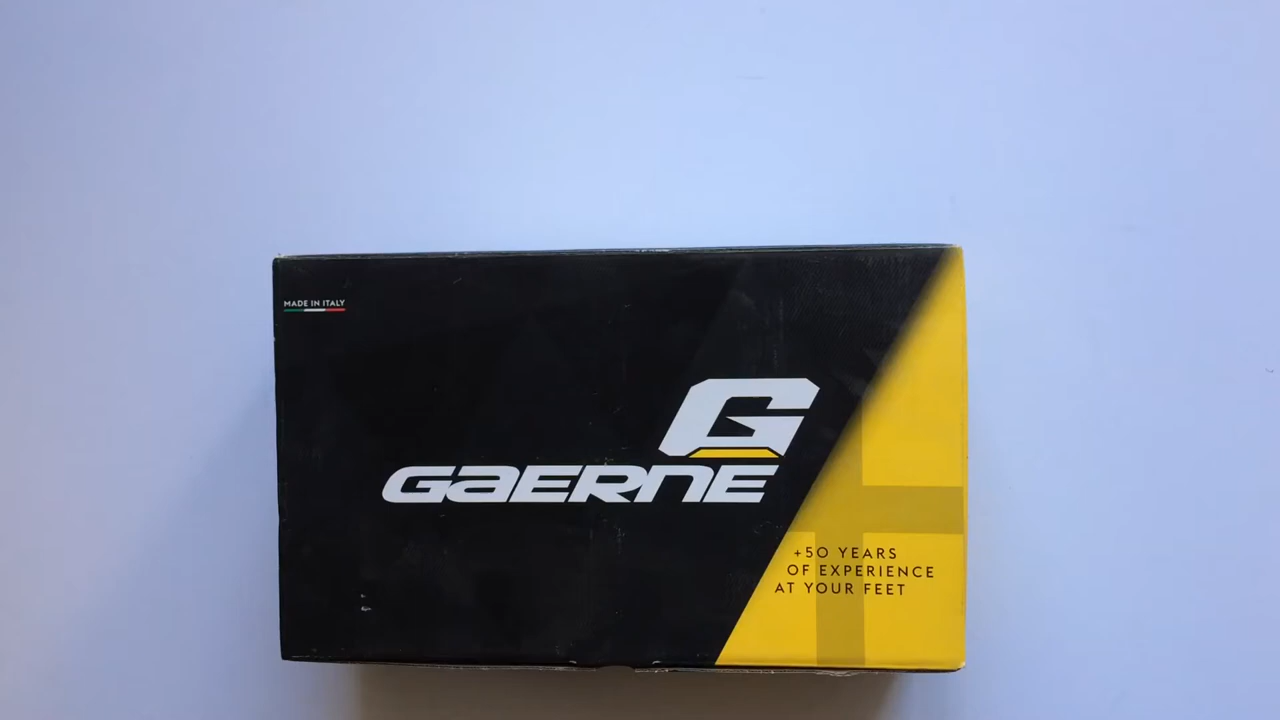 MADE IN ITALY
G
GAERNE
+50 YEARS
OF EXPERIENCE
AT YOUR FEET